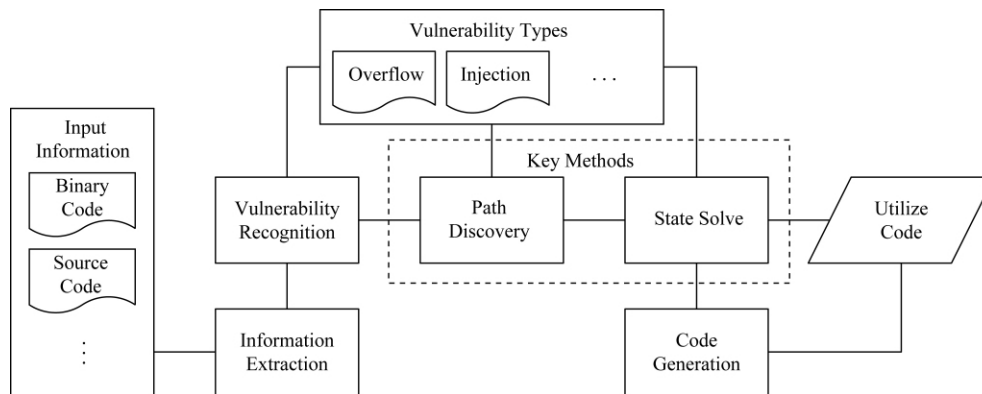 Vulnerability Types
Overflow
Injection
. . .
Input
Information
Binary
Code
Source
Code
...
Key Methods
Vulnerability
Recognition
Path
Discovery
State Solve
Utilize
Code
Information
Extraction
Code
Generation